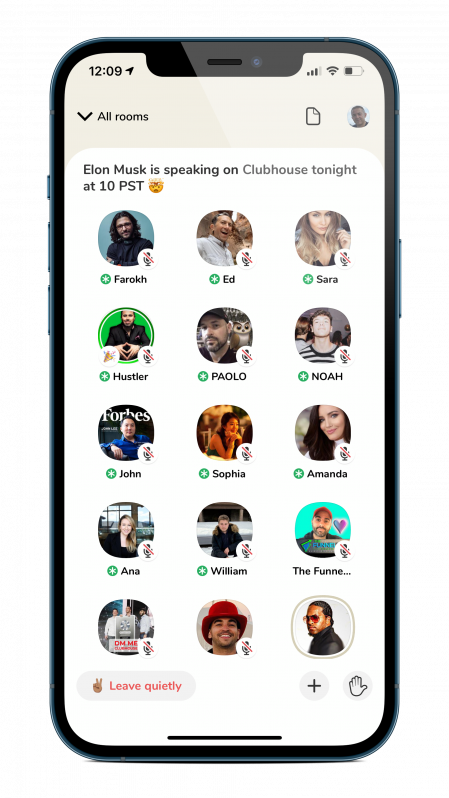 12:09
All rooms
Elon Musk is speaking on Clubhouse tonight
at 10 PST 🤯
Farokh
Ed
Sara
Hustler
PAOLO
NOAH
Forbes
John
Sophia
Amanda
Ana
William
The Funne...
DM.ME
✌🏽 Leave quietly